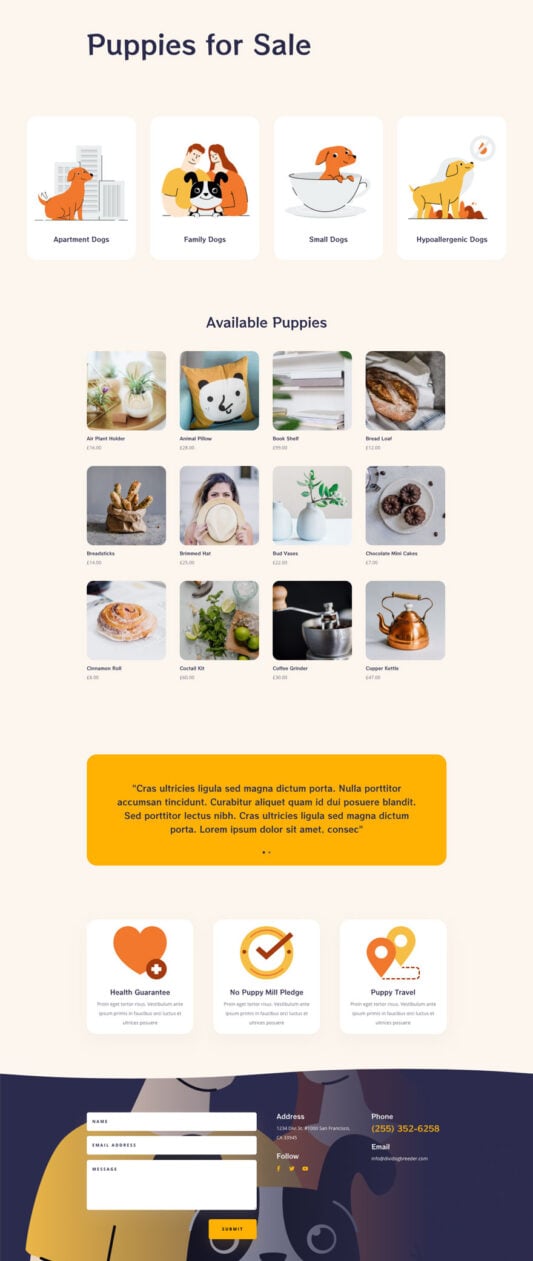 Puppies for Sale
Apartment Dogs
Family Dogs
Small Dogs
Hypoallergenic Dogs
Available Puppies
Air Plant Holder
£16.00
Animal Pillow
£28.00
Book Shelf
£99.00
Bread Loaf
£12.00
Breadsticks
£14.00
Brimmed Hat
£25.00
Bud Vases
£22.00
Chocolate Mini Cakes
£7.00
Cinnamon Roll
£8.00
Coctail Kit
£60.00
Coffee Grinder
£30.00
Copper Kettle
£47.00
"Cras ultricies ligula sed magna dictum porta. Nulla porttitor
accumsan tincidunt. Curabitur aliquet quam id dui posuere blandit.
Sed porttitor lectus nibh. Cras ultricies ligula sed magna dictum
porta. Lorem ipsum dolor sit amet, consec"
Health Guarantee
Proin eget tortor risus. Vestibulum ante
ipsum primis in faucibus orci luctus et
ultrices posuere
No Puppy Mill Pledge
Proin eget tortor risus. Vestibulum ante
ipsum primis in faucibus orci luctus et
ultrices posuere
Puppy Travel
Proin eget tortor risus. Vestibulum ante
ipsum primis in faucibus orci luctus et
ultrices posuere
NAME
EMAIL ADDRESS
MESSAGE
SUBMIT
Address
1234 Divi St. #1000 San Francisco,
CA 33945
Follow
Phone
(255) 352-6258
Email
info@dividogbreeder.com